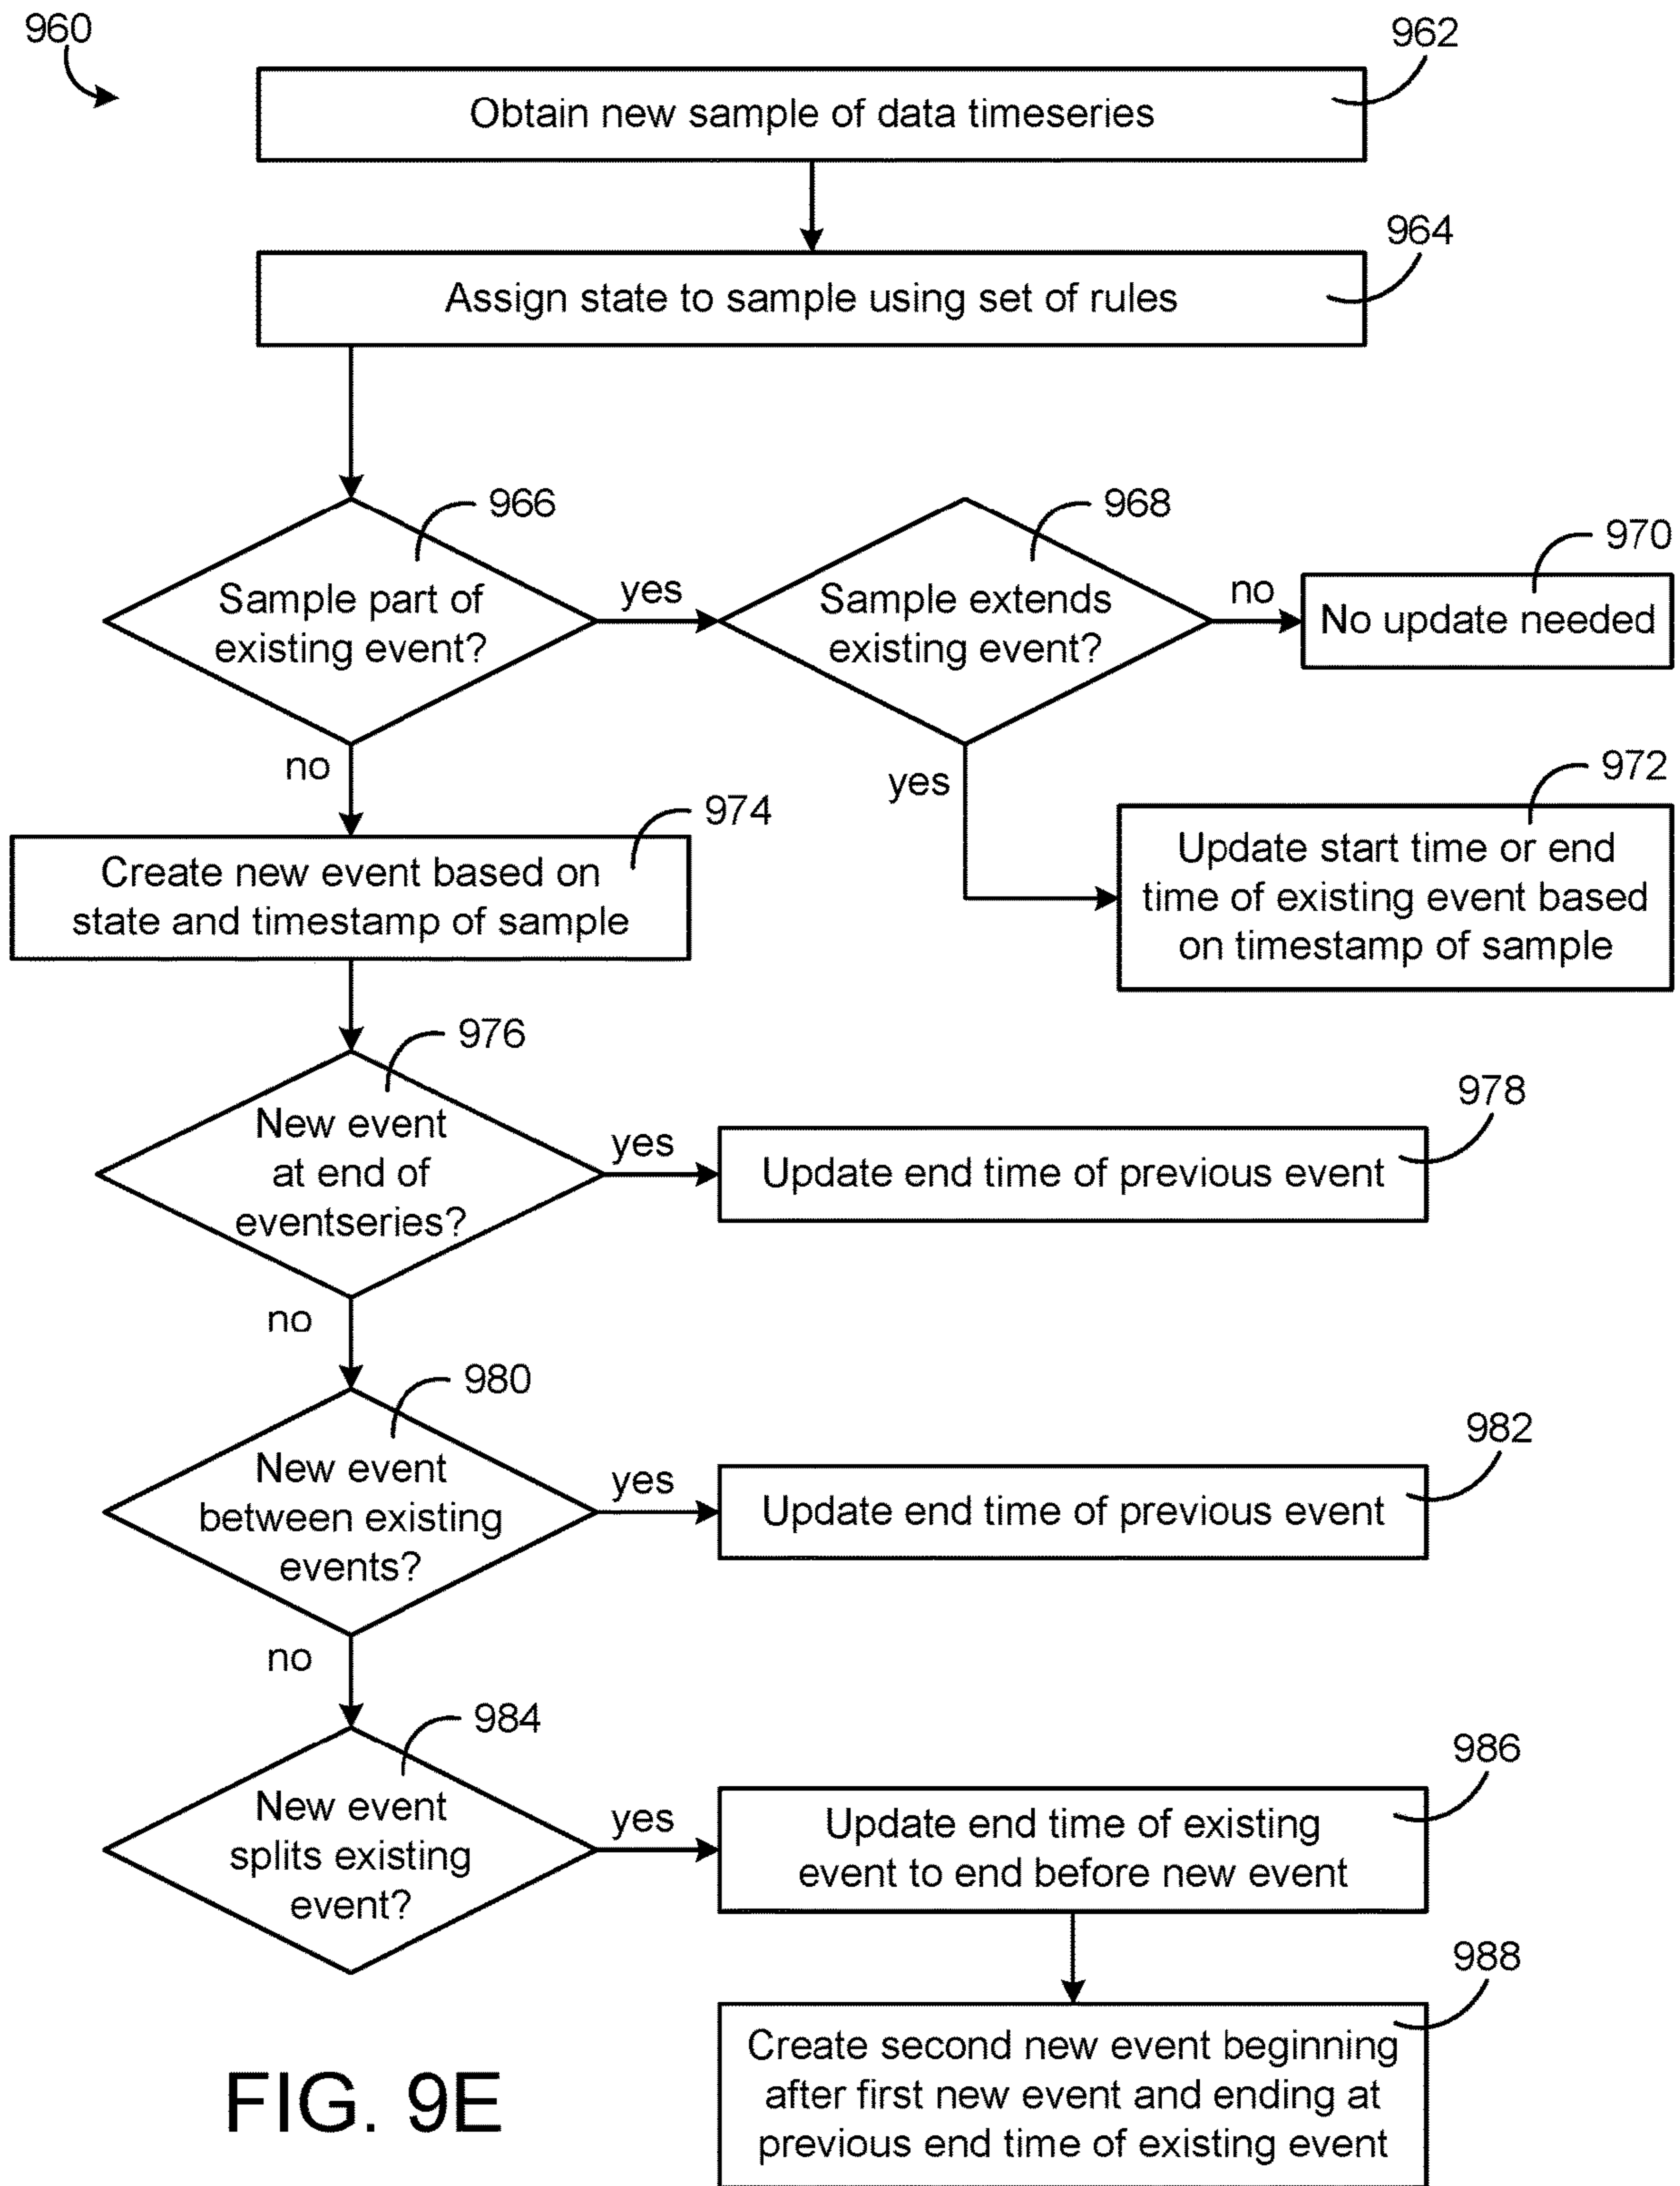 960
962
Obtain new sample of data timeseries
964
Assign state to sample using set of rules
966
Sample part of
existing event?
yes
968
Sample extends
existing event?
no
970
No update needed
yes
972
Update start time or end
time of existing event based
on timestamp of sample
no
974
Create new event based on
state and timestamp of sample
976
New event
at end of
eventseries?
yes
978
Update end time of previous event
no
980
New event
between existing
events?
yes
982
Update end time of previous event
no
984
New event
splits existing
event?
yes
986
Update end time of existing
event to end before new event
988
Create second new event beginning
after first new event and ending at
previous end time of existing event
FIG. 9E